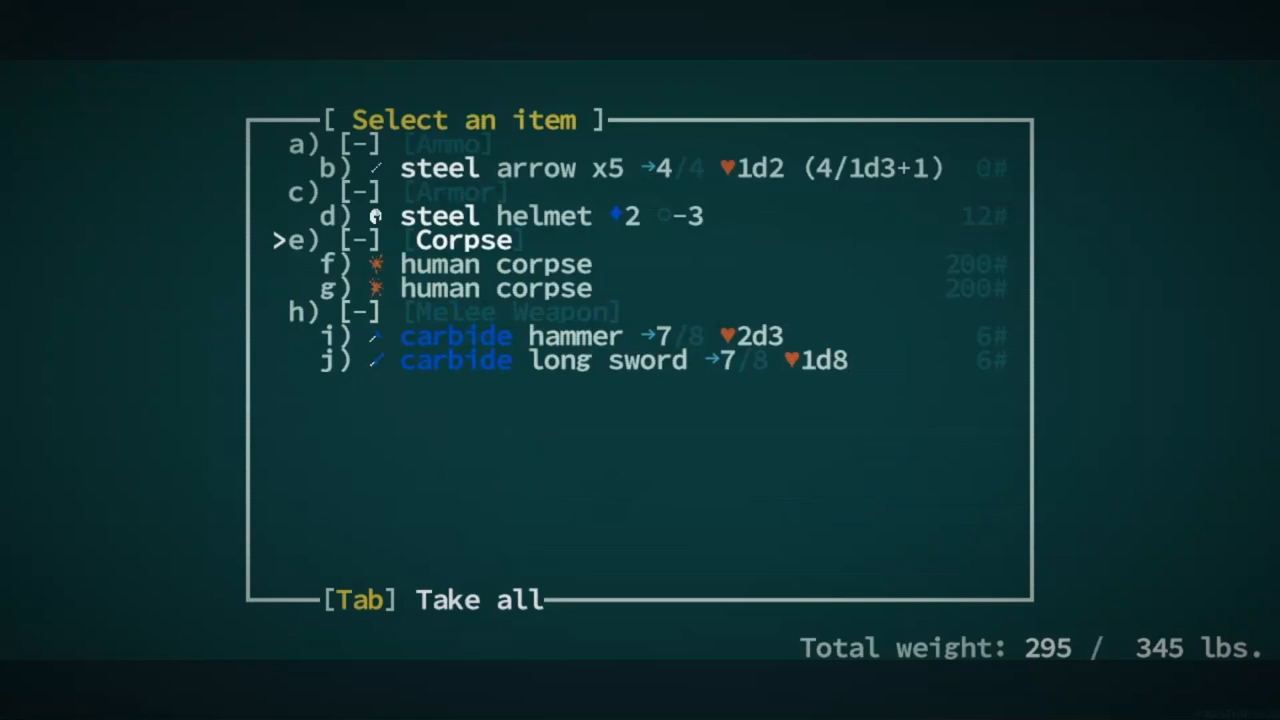 [ Select an item ]
a) [-] [Ammo]
b) steel arrow x5 →4/4 ♥1d2 (4/1d3+1) 0#
c) [-] [Armor]
d) steel helmet ♦2 ○-3 12#
>e) [-] [Corpse]
f) human corpse 200#
g) human corpse 200#
h) [-] [Melee Weapon]
i) carbide hammer →7/8 ♥2d3 6#
j) carbide long sword →7/8 ♥1d8 6#
[Tab] Take all
Total weight: 295 / 345 lbs.